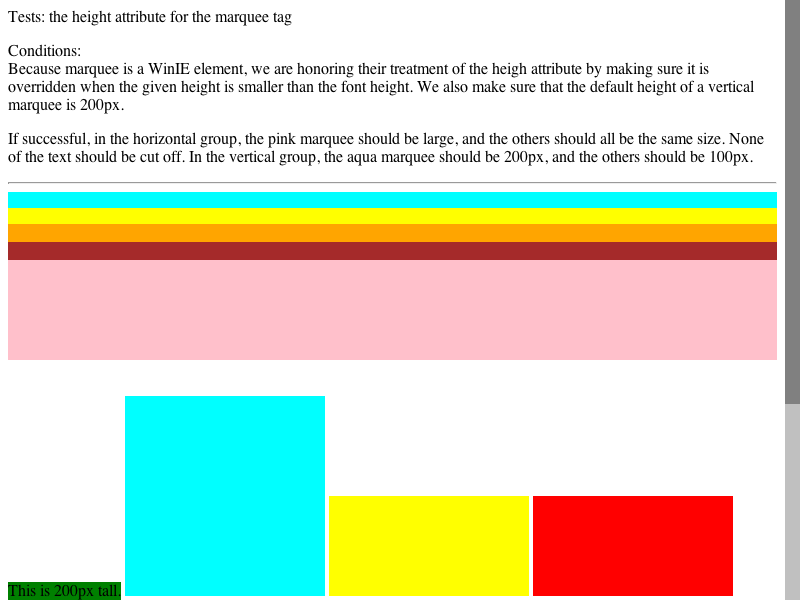 Tests: the height attribute for the marquee tag
Conditions:
Because marquee is a WinIE element, we are honoring their treatment of the heigh attribute by making sure it is
overridden when the given height is smaller than the font height. We also make sure that the default height of a vertical
marquee is 200px.
If successful, in the horizontal group, the pink marquee should be large, and the others should all be the same size. None
of the text should be cut off. In the vertical group, the aqua marquee should be 200px, and the others should be 100px.
This is 200px tall.